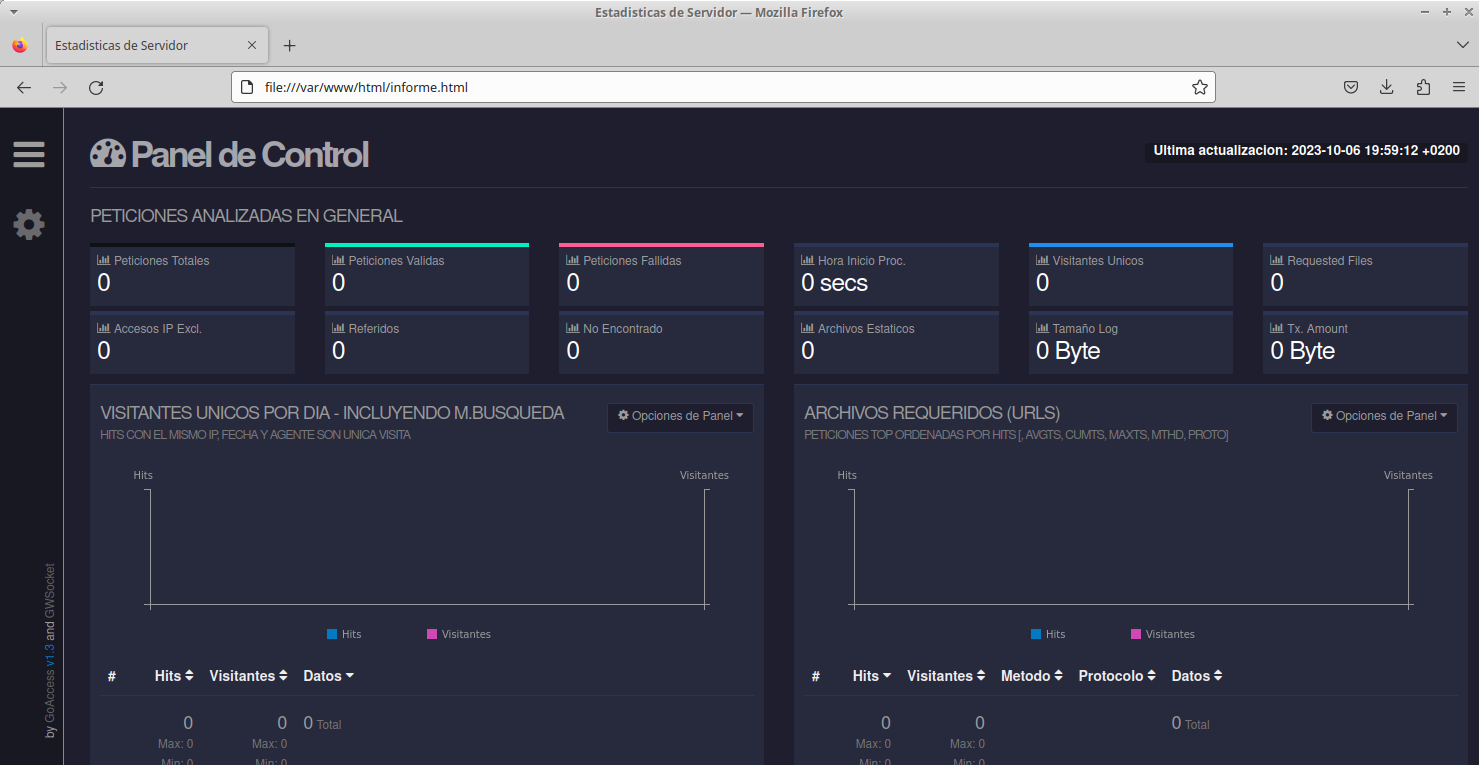 Estadisticas de Servidor — Mozilla Firefox
Estadisticas de Servidor
file:///var/www/html/informe.html
Panel de Control
Ultima actualizacion: 2023-10-06 19:59:12 +0200
PETICIONES ANALIZADAS EN GENERAL
Peticiones Totales
0
Peticiones Validas
0
Peticiones Fallidas
0
Hora Inicio Proc.
0 secs
Visitantes Unicos
0
Requested Files
0
Accesos IP Excl.
0
Referidos
0
No Encontrado
0
Archivos Estaticos
0
Tamaño Log
0 Byte
Tx. Amount
0 Byte
VISITANTES UNICOS POR DIA - INCLUYENDO M.BUSQUEDA
Opciones de Panel
HITS CON EL MISMO IP, FECHA Y AGENTE SON UNICA VISITA
Hits Visitantes
Hits Visitantes
# Hits Visitantes Datos
0 0 0 Total
Max: 0 Max: 0
Min: 0 Min: 0
ARCHIVOS REQUERIDOS (URLS)
Opciones de Panel
PETICIONES TOP ORDENADAS POR HITS [, AVGTS, CUMTS, MAXTS, MTHD, PROTO]
Hits Visitantes
Hits Visitantes
# Hits Visitantes Metodo Protocolo Datos
0 0 0 Total
Max: 0 Max: 0
Min: 0 Min: 0
by GoAccess v1.3 and GWSocket